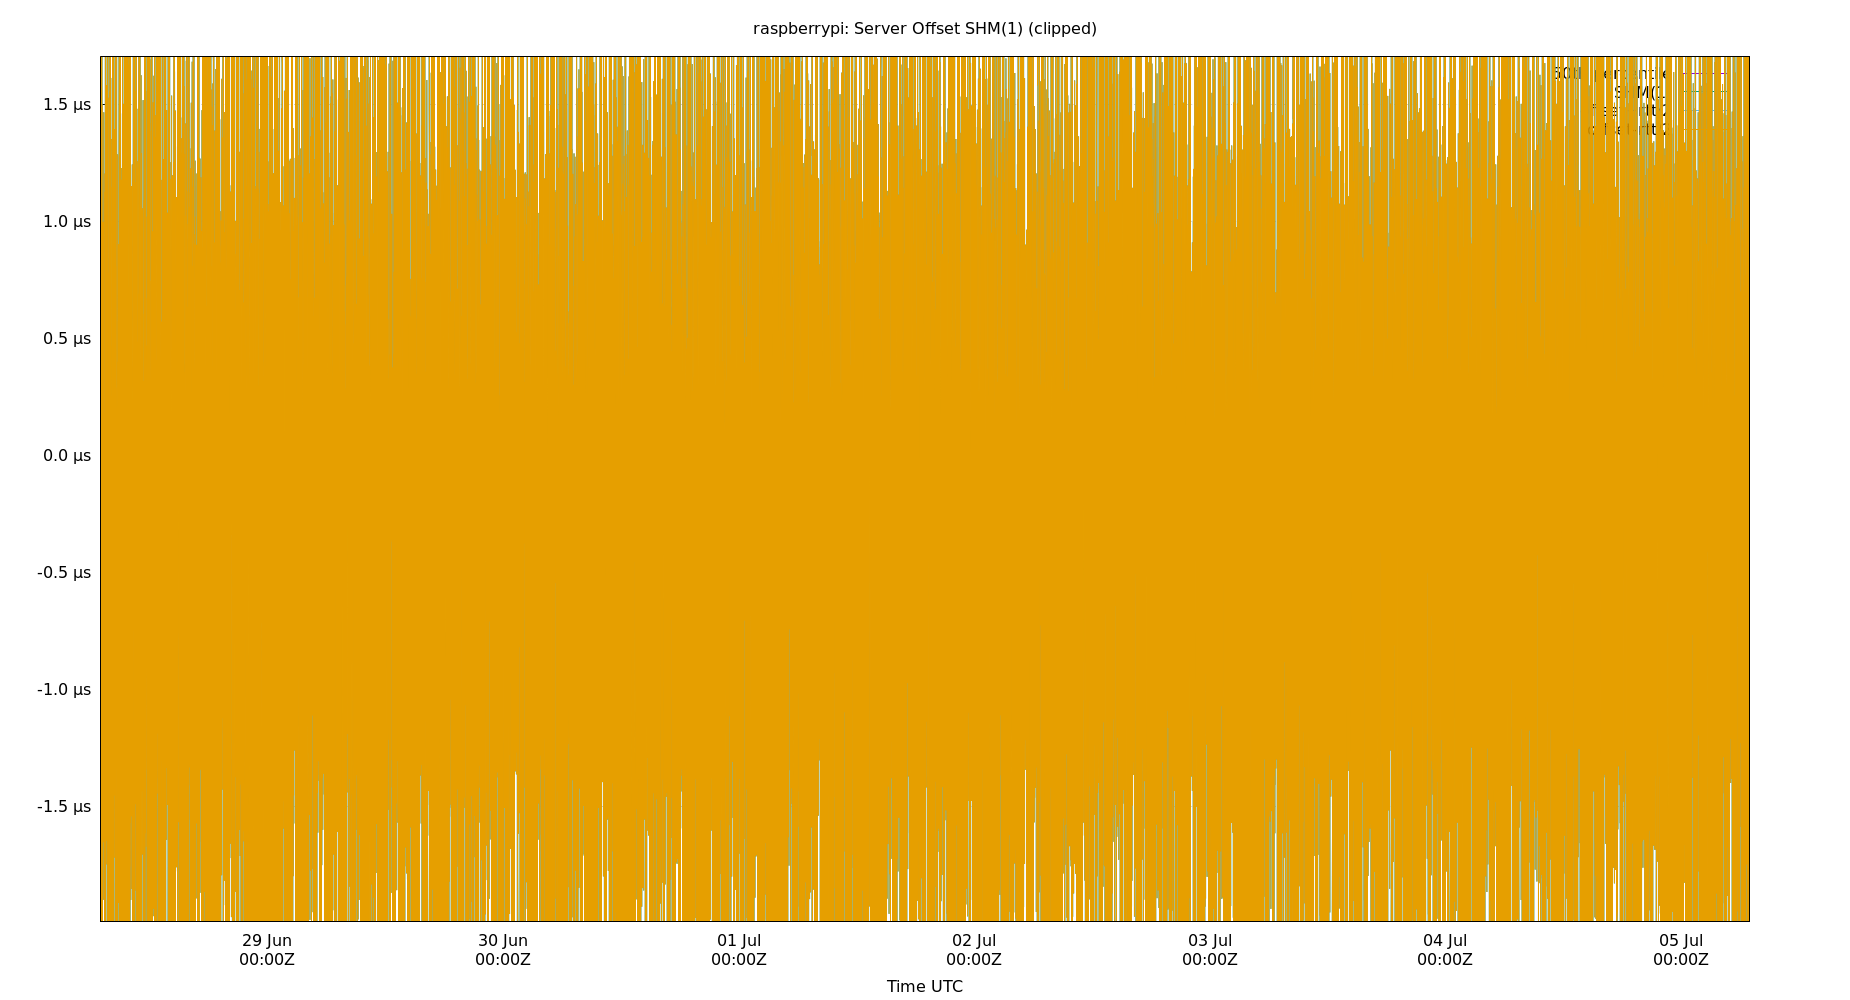 raspberrypi: Server Offset SHM(1) (clipped)
1.5 µs
1.0 µs
0.5 µs
0.0 µs
-0.5 µs
-1.0 µs
-1.5 µs
29 Jun
00:00Z
30 Jun
00:00Z
01 Jul
00:00Z
02 Jul
00:00Z
03 Jul
00:00Z
04 Jul
00:00Z
05 Jul
00:00Z
Time UTC